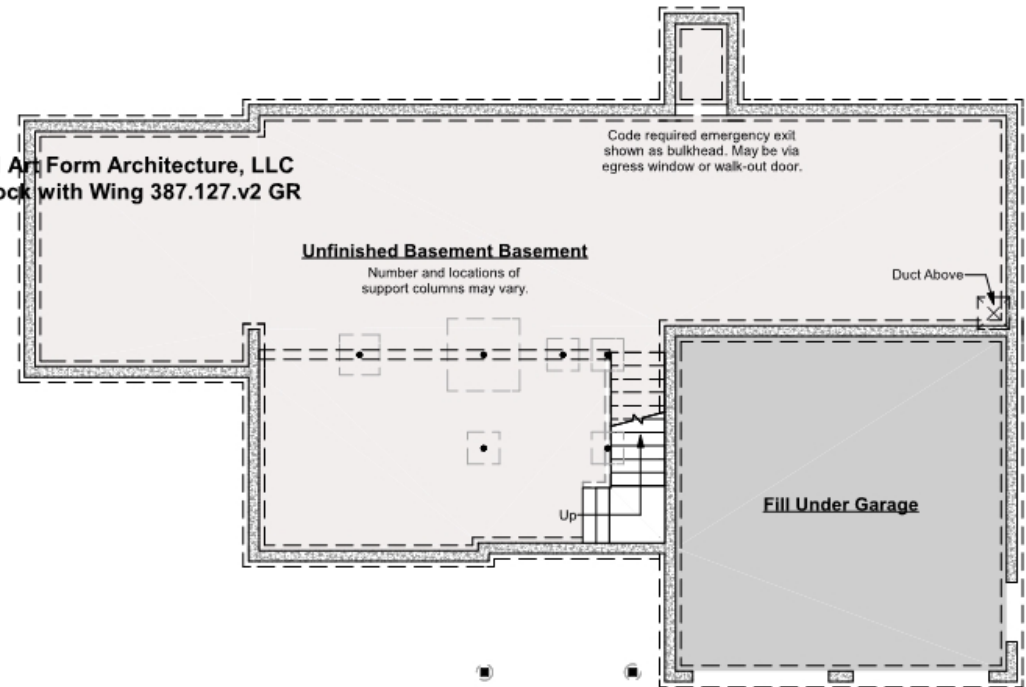 Art Form Architecture, LLC
with Wing 387.127.v2 GR
Code required emergency exit
shown as bulkhead. May be via
egress window or walk-out door.
Unfinished Basement Basement
Number and locations of
support columns may vary.
Duct Above
Fill Under Garage
Up